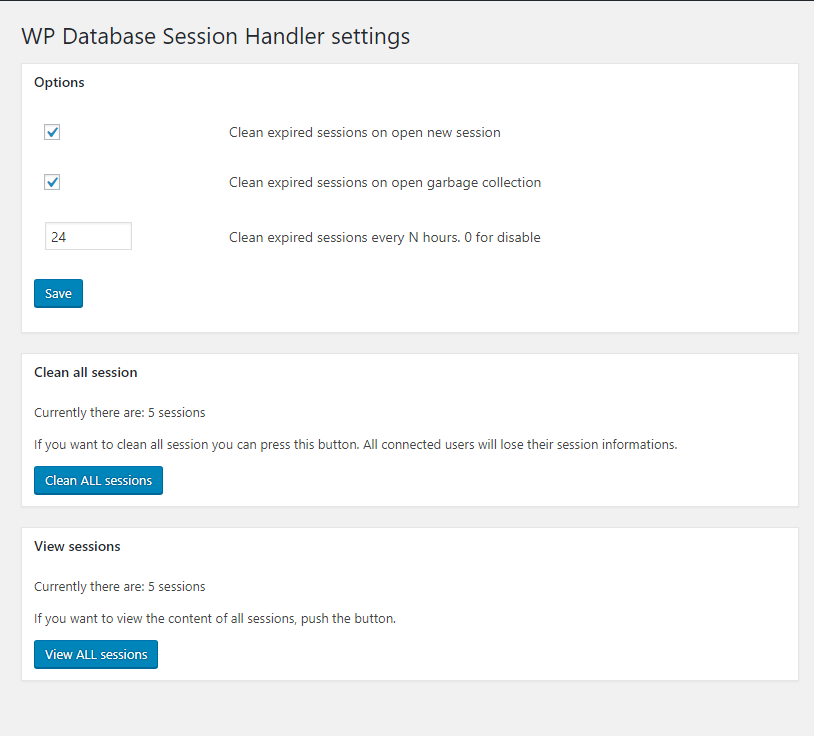 WP Database Session Handler settings
Options
Clean expired sessions on open new session
Clean expired sessions on open garbage collection
24 Clean expired sessions every N hours. 0 for disable
Save
Clean all session
Currently there are: 5 sessions
If you want to clean all session you can press this button. All connected users will lose their session informations.
Clean ALL sessions
View sessions
Currently there are: 5 sessions
If you want to view the content of all sessions, push the button.
View ALL sessions